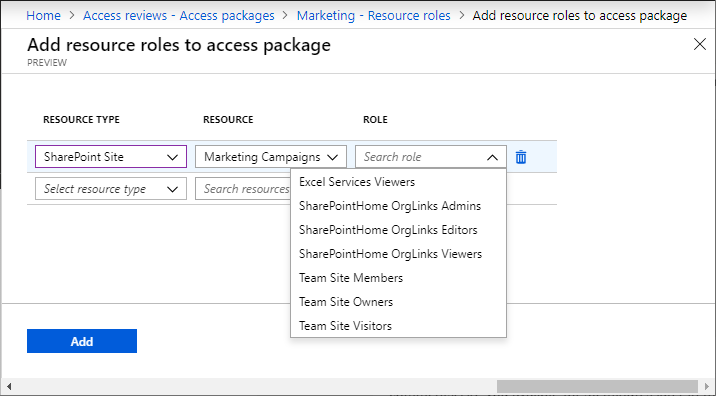 Home > Access reviews - Access packages > Marketing - Resource roles > Add resource roles to access package
Add resource roles to access package
PREVIEW
RESOURCE TYPE RESOURCE ROLE
SharePoint Site Marketing Campaigns Search role
Select resource type Search resources
Excel Services Viewers
SharePointHome OrgLinks Admins
SharePointHome OrgLinks Editors
SharePointHome OrgLinks Viewers
Team Site Members
Team Site Owners
Team Site Visitors
Add